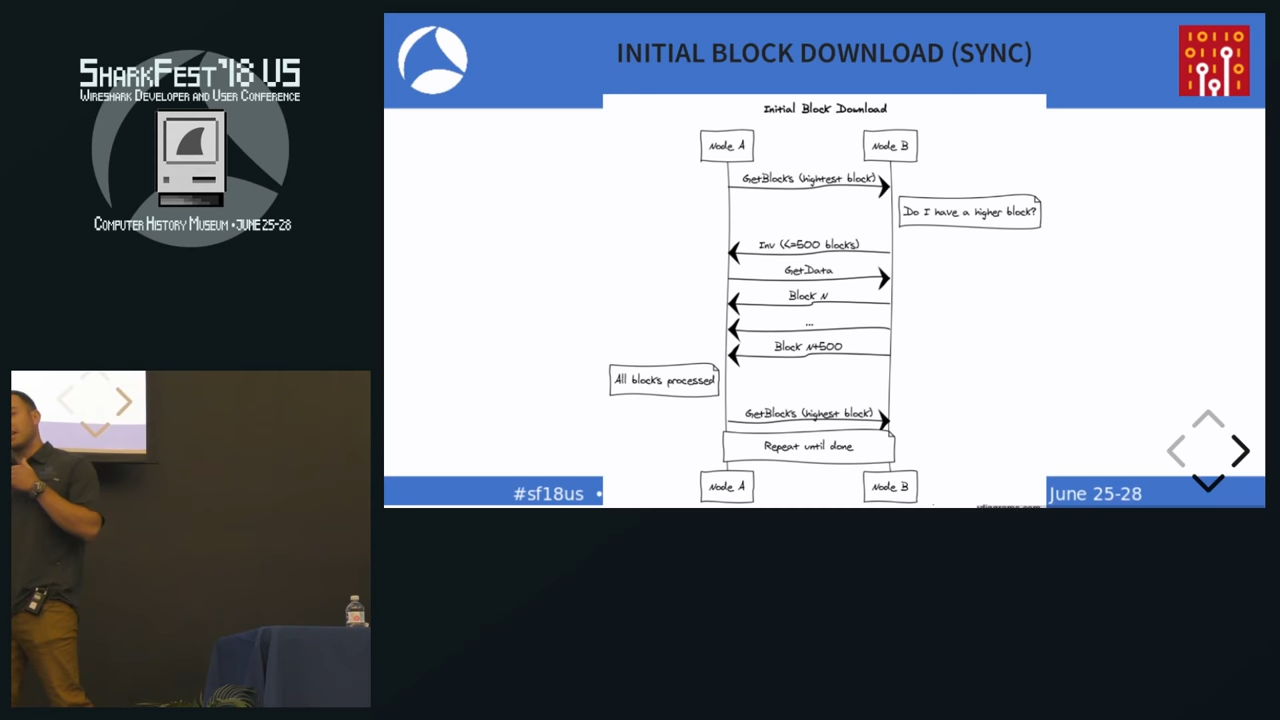 SHARKFEST'18 US
WIRESHARK DEVELOPER AND USER CONFERENCE
COMPUTER HISTORY MUSEUM • JUNE 25-28
INITIAL BLOCK DOWNLOAD (SYNC)
Initial Block Download
Node A
Node B
GetBlocks (hightest block)
Do I have a higher block?
Inv (<=500 blocks)
GetData
Block N
...
Block N+500
All blocks processed
GetBlocks (highest block)
Repeat until done
Node A
Node B
#sf18us •
June 25-28